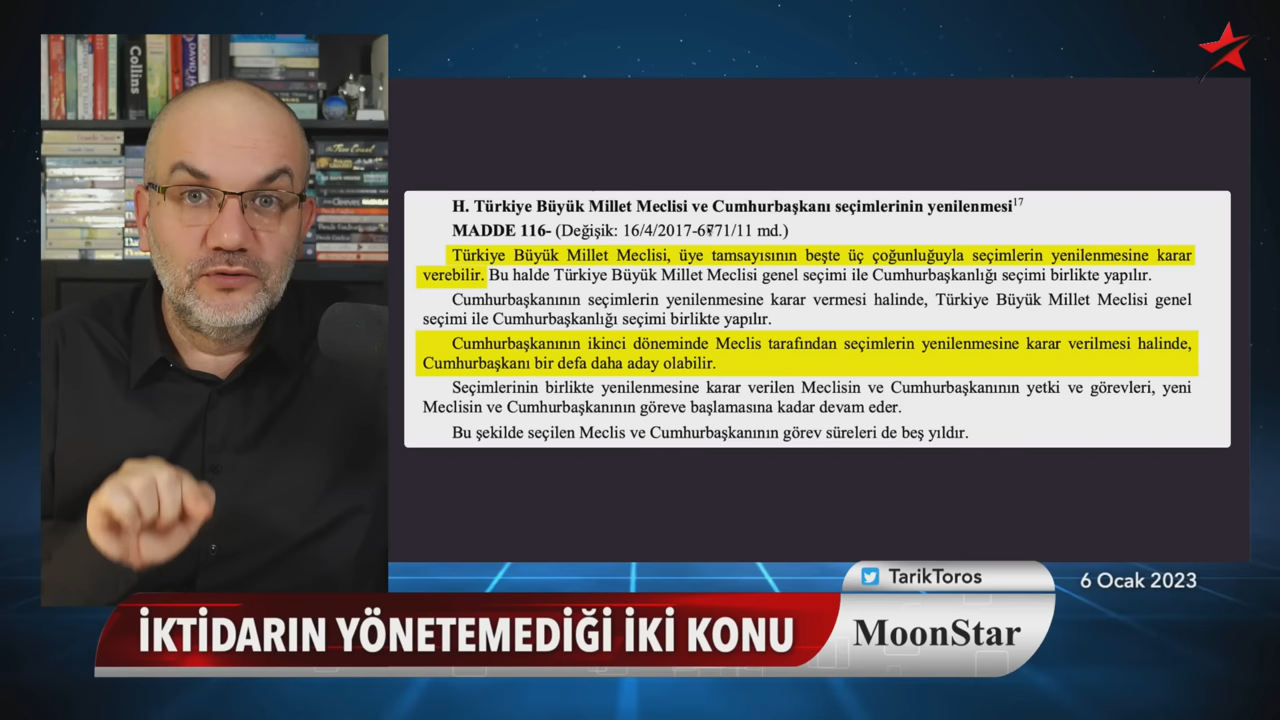 Collins
H. Türkiye Büyük Millet Meclisi ve Cumhurbaşkanı seçimlerinin yenilenmesi17
MADDE 116- (Değişik: 16/4/2017-6771/11 md.)
Türkiye Büyük Millet Meclisi, üye tamsayısının beşte üç çoğunluğuyla seçimlerin yenilenmesine karar
verebilir. Bu halde Türkiye Büyük Millet Meclisi genel seçimi ile Cumhurbaşkanlığı seçimi birlikte yapılır.
Cumhurbaşkanının seçimlerin yenilenmesine karar vermesi halinde, Türkiye Büyük Millet Meclisi genel
seçimi ile Cumhurbaşkanlığı seçimi birlikte yapılır.
Cumhurbaşkanının ikinci döneminde Meclis tarafından seçimlerin yenilenmesine karar verilmesi halinde,
Cumhurbaşkanı bir defa daha aday olabilir.
Seçimlerinin birlikte yenilenmesine karar verilen Meclisin ve Cumhurbaşkanının yetki ve görevleri, yeni
Meclisin ve Cumhurbaşkanının göreve başlamasına kadar devam eder.
Bu şekilde seçilen Meclis ve Cumhurbaşkanının görev süreleri de beş yıldır.
TarikToros
6 Ocak 2023
İKTİDARIN YÖNETEMEDİĞİ İKİ KONU
MoonStar